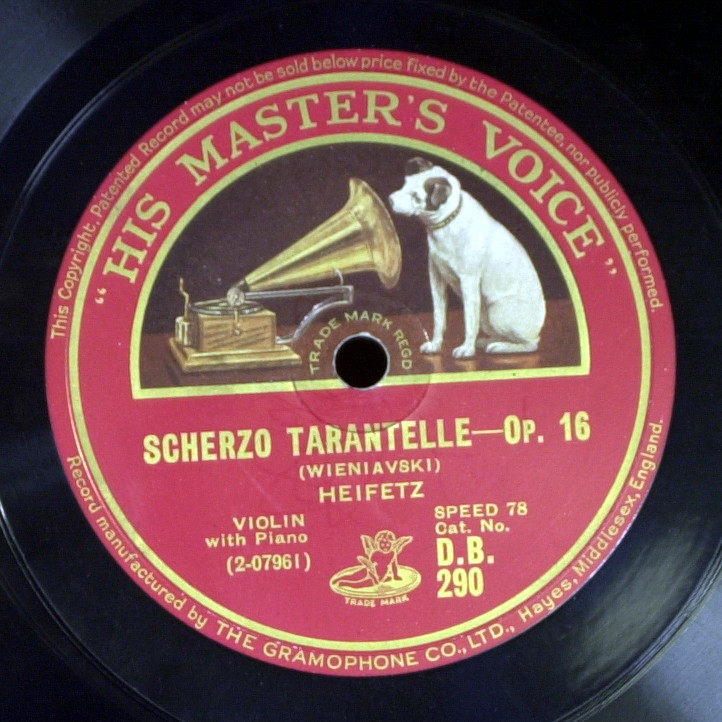 This Copyright, Patented Record may not be sold below price fixed by the Patentee, nor publicly performed.
"HIS MASTER'S VOICE"
TRADE MARK REGD
SCHERZO TARANTELLE—OP. 16
(WIENIAVSKI)
HEIFETZ
VIOLIN
with Piano
(2-07961)
SPEED 78
Cat. No.
D.B.
290
TRADE MARK
Record manufactured by THE GRAMOPHONE CO., LTD., Hayes, Middlesex, England.